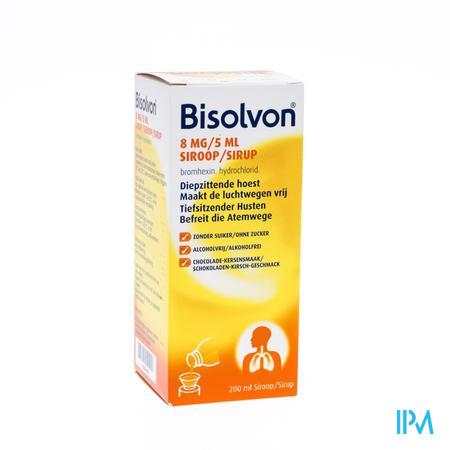 Bisolvon®
8 MG/5 ML
SIROOP/SIRUP
bromhexin. hydrochlorid.
Diepzittende hoest
Maakt de luchtwegen vrij
Tiefsitzender Husten
Befreit die Atemwege
ZONDER SUIKER/OHNE ZUCKER
ALCOHOLVRIJ/ALKOHOLFREI
CHOCOLADE-KERSENSMAAK/
SCHOKOLADEN-KIRSCH-GESCHMACK
200 ml Siroop/Sirup
IPM